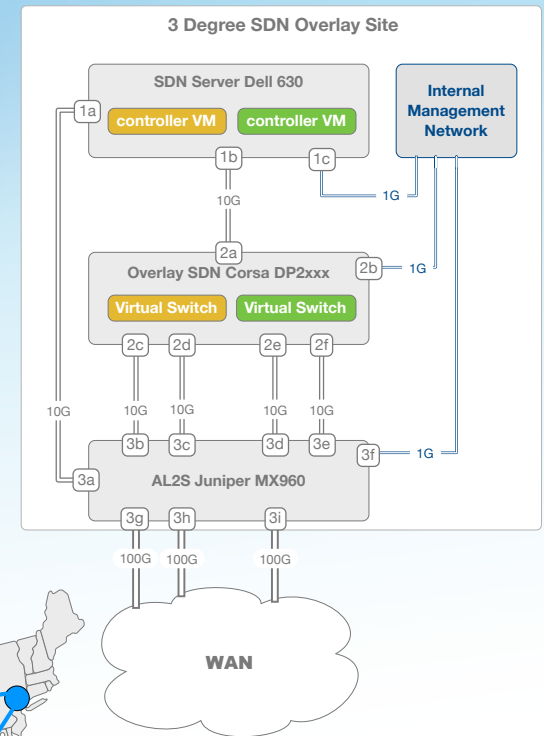 3 Degree SDN Overlay Site
SDN Server Dell 630
1a
controller VM
controller VM
Internal
Management
Network
1b
1c
1G
10G
2a
Overlay SDN Corsa DP2xxx
2b
1G
Virtual Switch
Virtual Switch
2c
2d
2e
2f
10G
10G
10G
10G
10G
3b
3c
3d
3e
3f
1G
3a
AL2S Juniper MX960
3g
3h
3i
100G
100G
100G
WAN